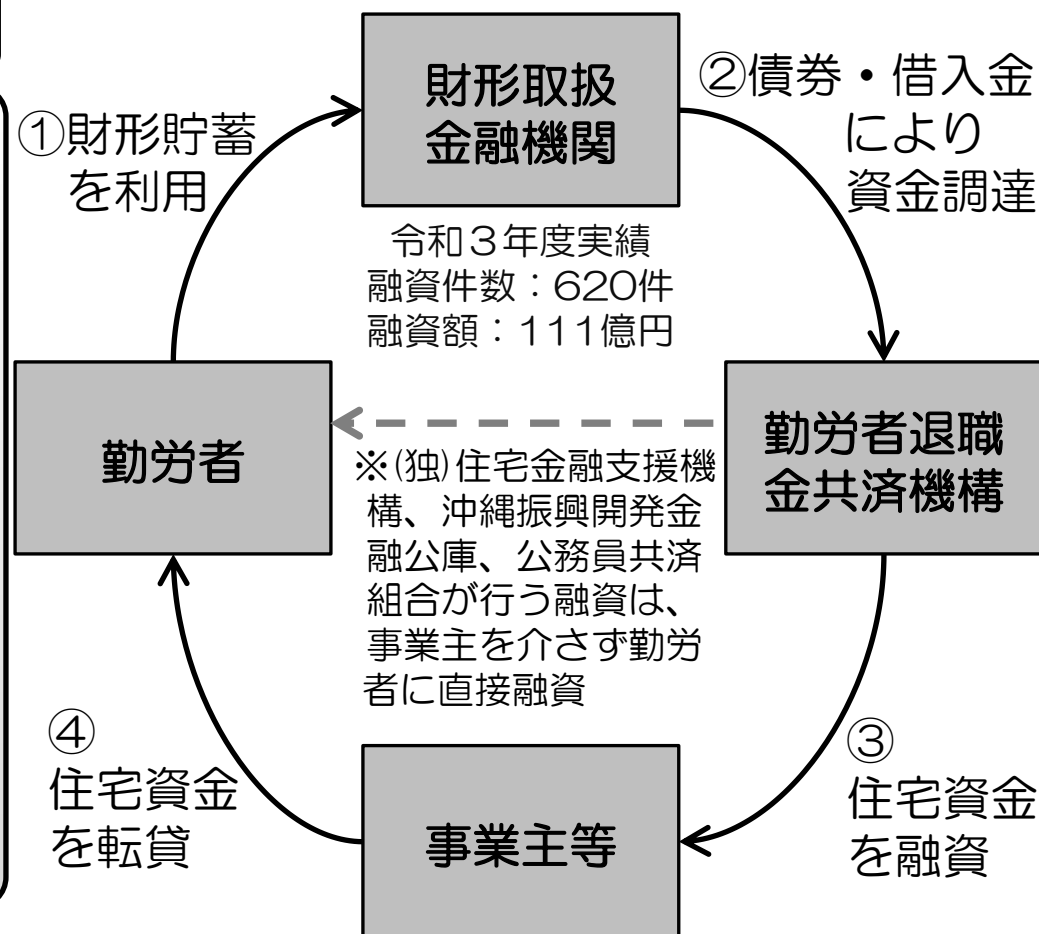 財形取扱
金融機関
①財形貯蓄
を利用
②債券・借入金
により
資金調達
令和３年度実績
融資件数：620件
融資額：111億円
勤労者
勤労者退職
金共済機構
※(独)住宅金融支援機
構、沖縄振興開発金
融公庫、公務員共済
組合が行う融資は、
事業主を介さず勤労
者に直接融資
④
住宅資金
を転貸
③
住宅資金
を融資
事業主等